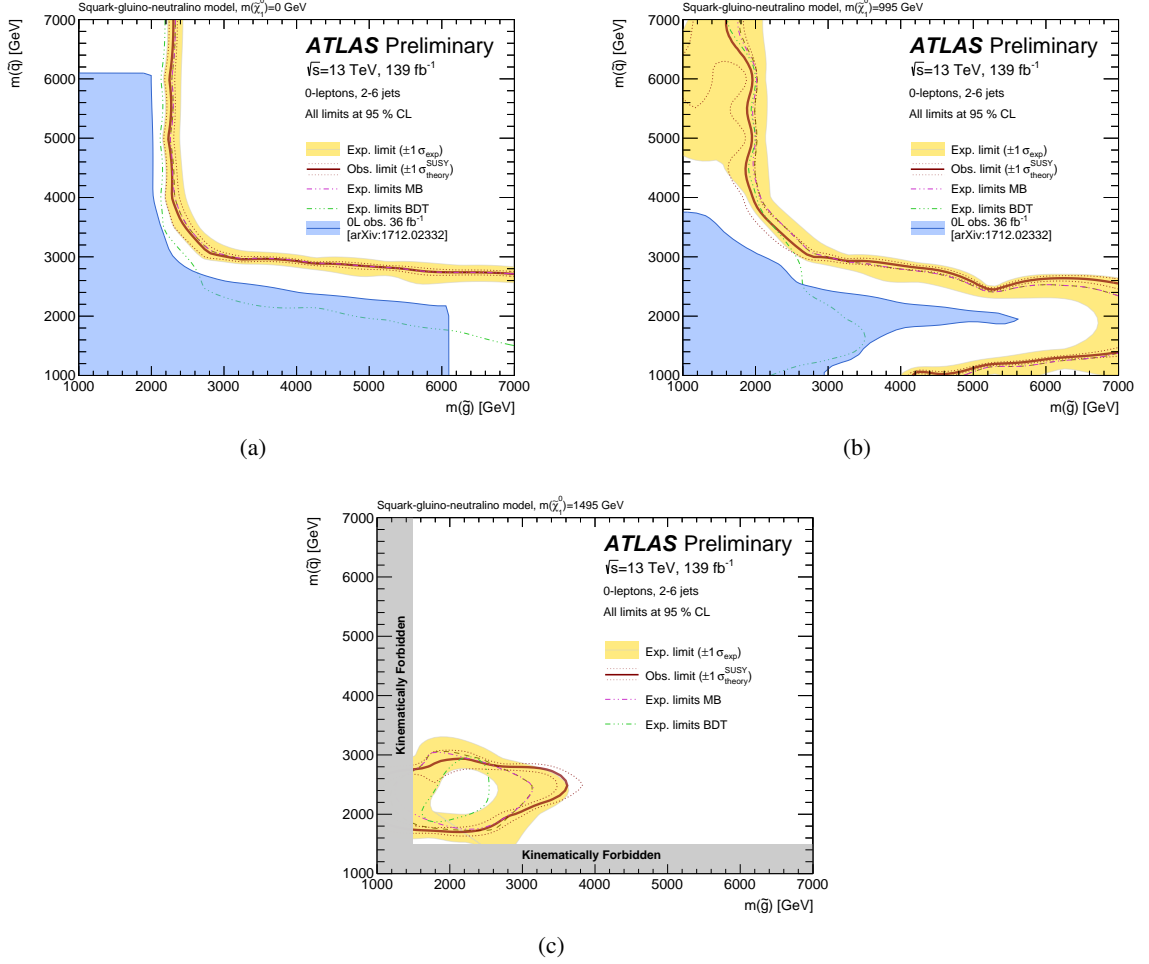 Squark-gluino-neutralino model, m(χ̃₁⁰)=0 GeV
m(q̃) [GeV]
7000
6000
5000
4000
3000
2000
1000
ATLAS Preliminary
√s=13 TeV, 139 fb⁻¹
0-leptons, 2-6 jets
All limits at 95 % CL
Exp. limit (±1 σ_exp)
Obs. limit (±1 σ_theory^SUSY)
Exp. limits MB
Exp. limits BDT
0L obs. 36 fb⁻¹
[arXiv:1712.02332]
1000 2000 3000 4000 5000 6000 7000
m(g̃) [GeV]
(a)
Squark-gluino-neutralino model, m(χ̃₁⁰)=995 GeV
m(q̃) [GeV]
7000
6000
5000
4000
3000
2000
1000
ATLAS Preliminary
√s=13 TeV, 139 fb⁻¹
0-leptons, 2-6 jets
All limits at 95 % CL
Exp. limit (±1 σ_exp)
Obs. limit (±1 σ_theory^SUSY)
Exp. limits MB
Exp. limits BDT
0L obs. 36 fb⁻¹
[arXiv:1712.02332]
1000 2000 3000 4000 5000 6000 7000
m(g̃) [GeV]
(b)
Squark-gluino-neutralino model, m(χ̃₁⁰)=1495 GeV
m(q̃) [GeV]
7000
6000
5000
4000
3000
2000
1000
Kinematically Forbidden
ATLAS Preliminary
√s=13 TeV, 139 fb⁻¹
0-leptons, 2-6 jets
All limits at 95 % CL
Exp. limit (±1 σ_exp)
Obs. limit (±1 σ_theory^SUSY)
Exp. limits MB
Exp. limits BDT
Kinematically Forbidden
1000 2000 3000 4000 5000 6000 7000
m(g̃) [GeV]
(c)